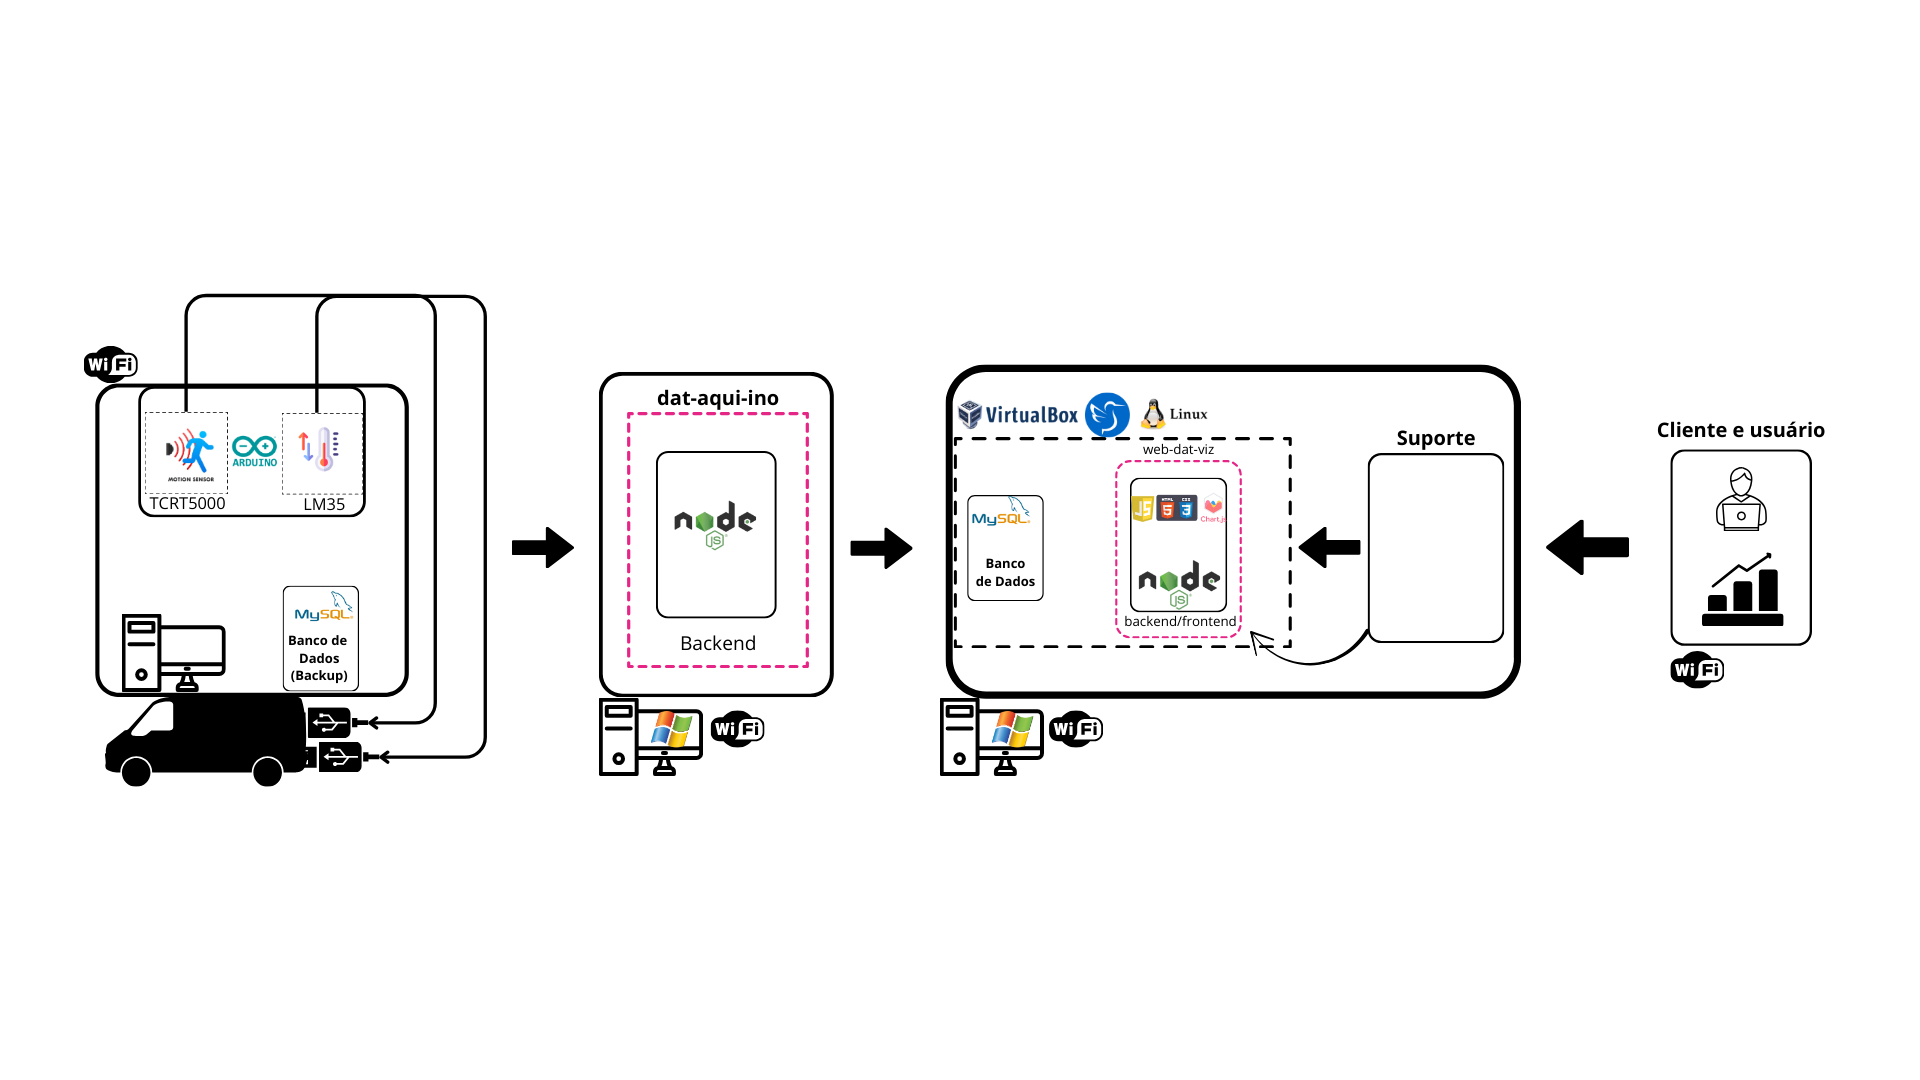 Wi Fi
MOTION SENSOR
TCRT5000
ARDUINO
LM35
MySQL
Banco de
Dados
(Backup)
dat-aqui-ino
node
JS
Backend
Wi Fi
VirtualBox
Linux
web-dat-viz
MySQL
Banco
de Dados
JS
HTML
5
CSS
3
Chart.js
node
JS
backend/frontend
Suporte
Wi Fi
Cliente e usuário
Wi Fi